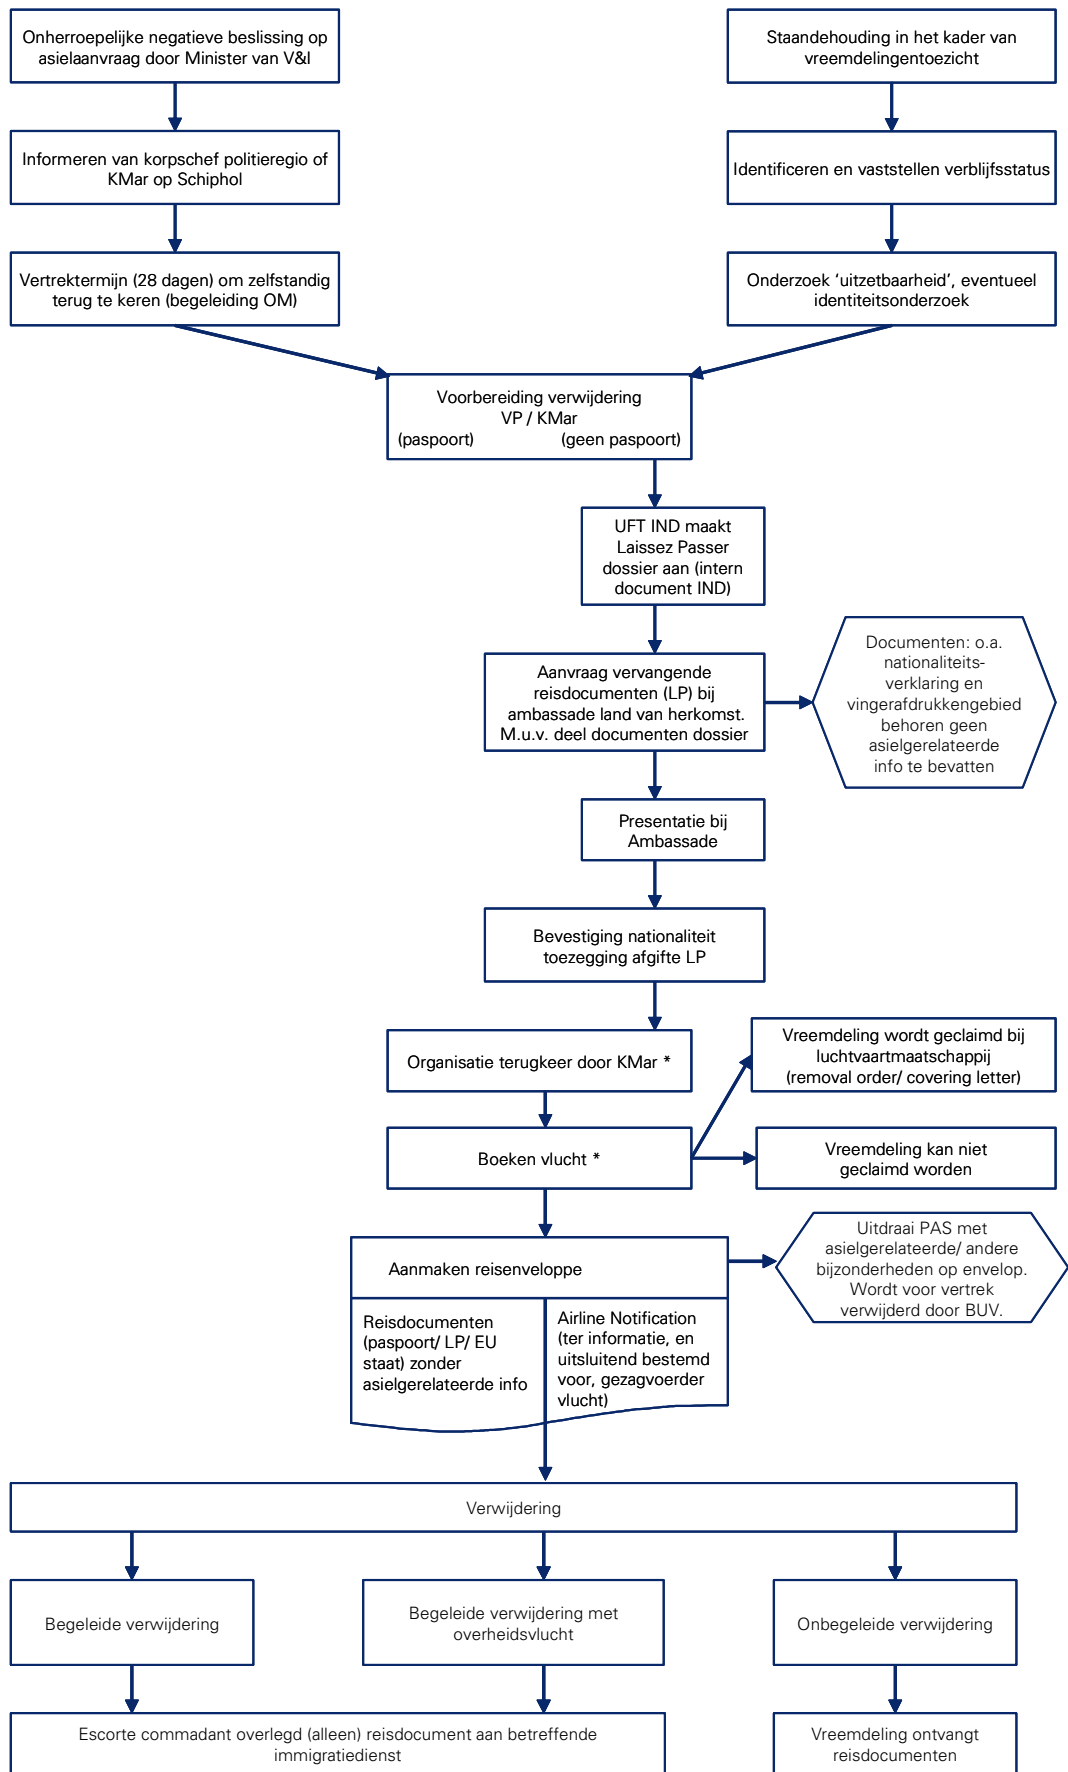 Onherroepelijke negatieve beslissing op
asielaanvraag door Minister van V&I
Staandehouding in het kader van
vreemdelingentoezicht
Informeren van korpschef politieregio of
KMar op Schiphol
Identificeren en vaststellen verblijfsstatus
Vertrektermijn (28 dagen) om zelfstandig
terug te keren (begeleiding OM)
Onderzoek ‘uitzetbaarheid’, eventueel
identiteitsonderzoek
Voorbereiding verwijdering
VP / KMar
(paspoort) (geen paspoort)
UFT IND maakt
Laissez Passer
dossier aan (intern
document IND)
Aanvraag vervangende
reisdocumenten (LP) bij
ambassade land van herkomst.
M.u.v. deel documenten dossier
Documenten: o.a.
nationaliteits-
verklaring en
vingerafdrukkengebied
behoren geen
asielgerelateerde
info te bevatten
Presentatie bij
Ambassade
Bevestiging nationaliteit
toezegging afgifte LP
Organisatie terugkeer door KMar *
Vreemdeling wordt geclaimd bij
luchtvaartmaatschappij
(removal order/ covering letter)
Boeken vlucht *
Vreemdeling kan niet
geclaimd worden
Aanmaken reisenveloppe
Uitdraai PAS met
asielgerelateerde/ andere
bijzonderheden op envelop.
Wordt voor vertrek
verwijderd door BUV.
Reisdocumenten
(paspoort/ LP/ EU
staat) zonder
asielgerelateerde info
Airline Notification
(ter informatie, en
uitsluitend bestemd
voor, gezagvoerder
vlucht)
Verwijdering
Begeleide verwijdering
Begeleide verwijdering met
overheidsvlucht
Onbegeleide verwijdering
Escorte commadant overlegd (alleen) reisdocument aan betreffende
immigratiedienst
Vreemdeling ontvangt
reisdocumenten